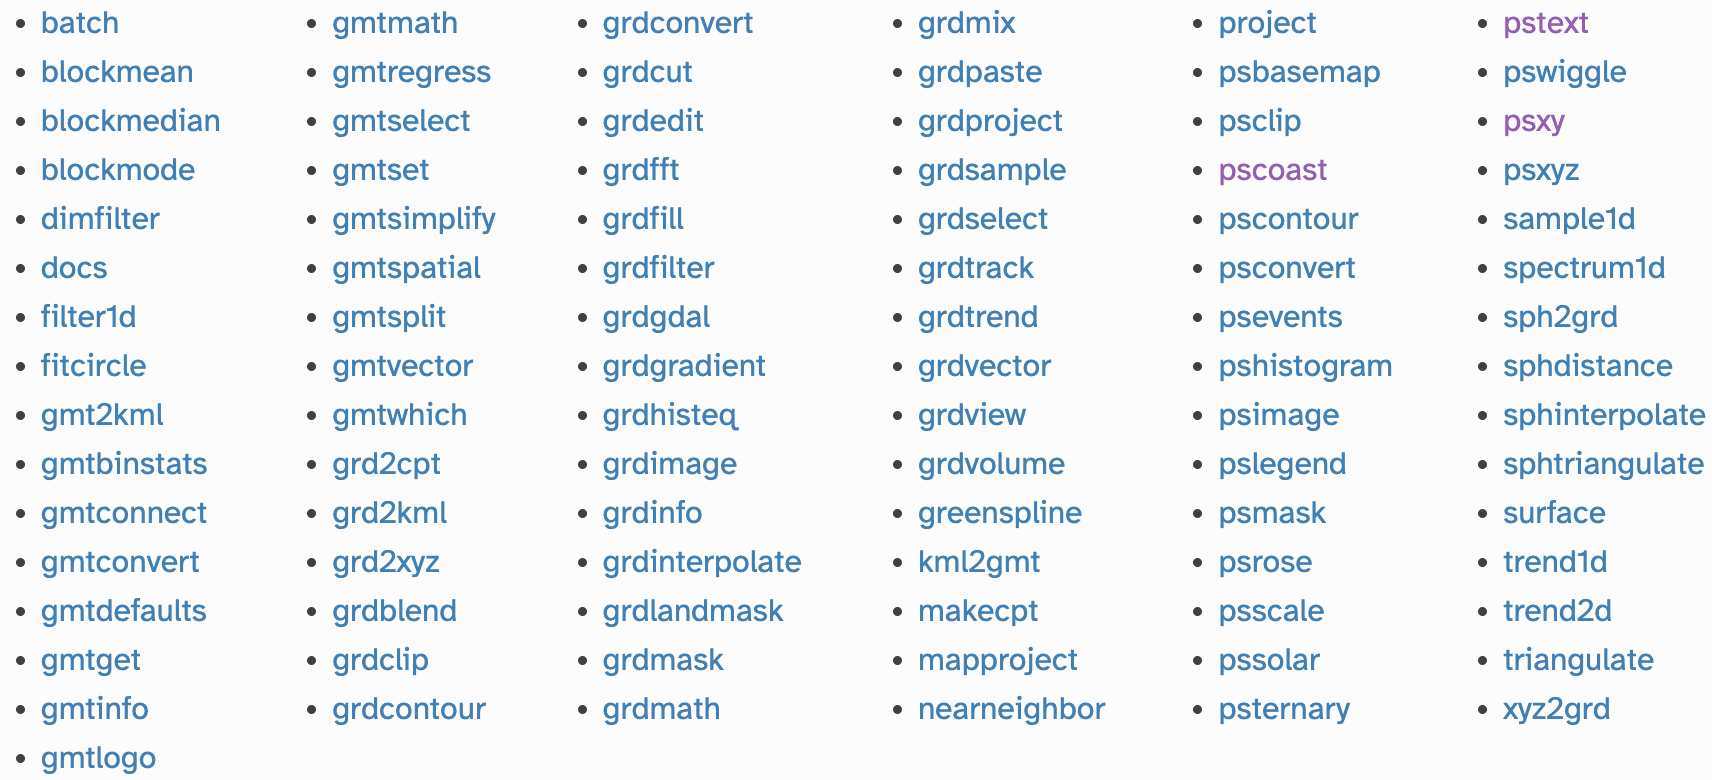 batch
blockmean
blockmedian
blockmode
dimfilter
docs
filter1d
fitcircle
gmt2kml
gmtbinstats
gmtconnect
gmtconvert
gmtdefaults
gmtget
gmtinfo
gmtlogo
gmtmath
gmtregress
gmtselect
gmtset
gmtsimplify
gmtspatial
gmtsplit
gmtvector
gmtwhich
grd2cpt
grd2kml
grd2xyz
grdblend
grdclip
grdcontour
grdconvert
grdcut
grdedit
grdfft
grdfill
grdfilter
grdgdal
grdgradient
grdhisteq
grdimage
grdinfo
grdinterpolate
grdlandmask
grdmask
grdmath
grdmix
grdpaste
grdproject
grdsample
grdselect
grdtrack
grdtrend
grdvector
grdview
grdvolume
greenspline
kml2gmt
makecpt
mapproject
nearneighbor
project
psbasemap
psclip
pscoast
pscontour
psconvert
psevents
pshistogram
psimage
pslegend
psmask
psrose
psscale
pssolar
psternary
pstext
pswiggle
psxy
psxyz
sample1d
spectrum1d
sph2grd
sphdistance
sphinterpolate
sphtriangulate
surface
trend1d
trend2d
triangulate
xyz2grd